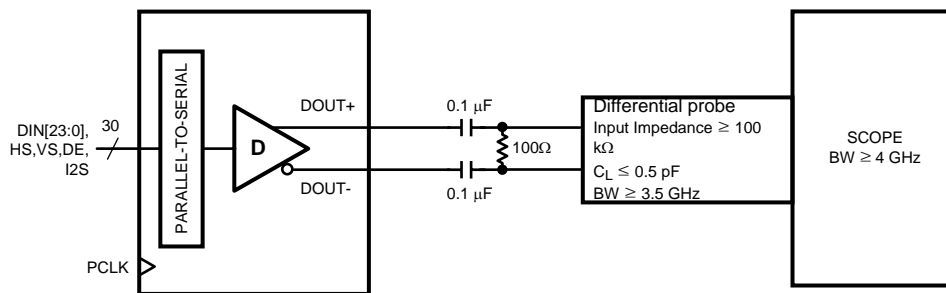 DIN[23:0],
HS,VS,DE,
I2S
30
PARALLEL-TO-SERIAL
PCLK
D
DOUT+
DOUT-
0.1 μF
100Ω
0.1 μF
Differential probe
Input Impedance ≥ 100
kΩ
CL ≤ 0.5 pF
BW ≥ 3.5 GHz
SCOPE
BW ≥ 4 GHz